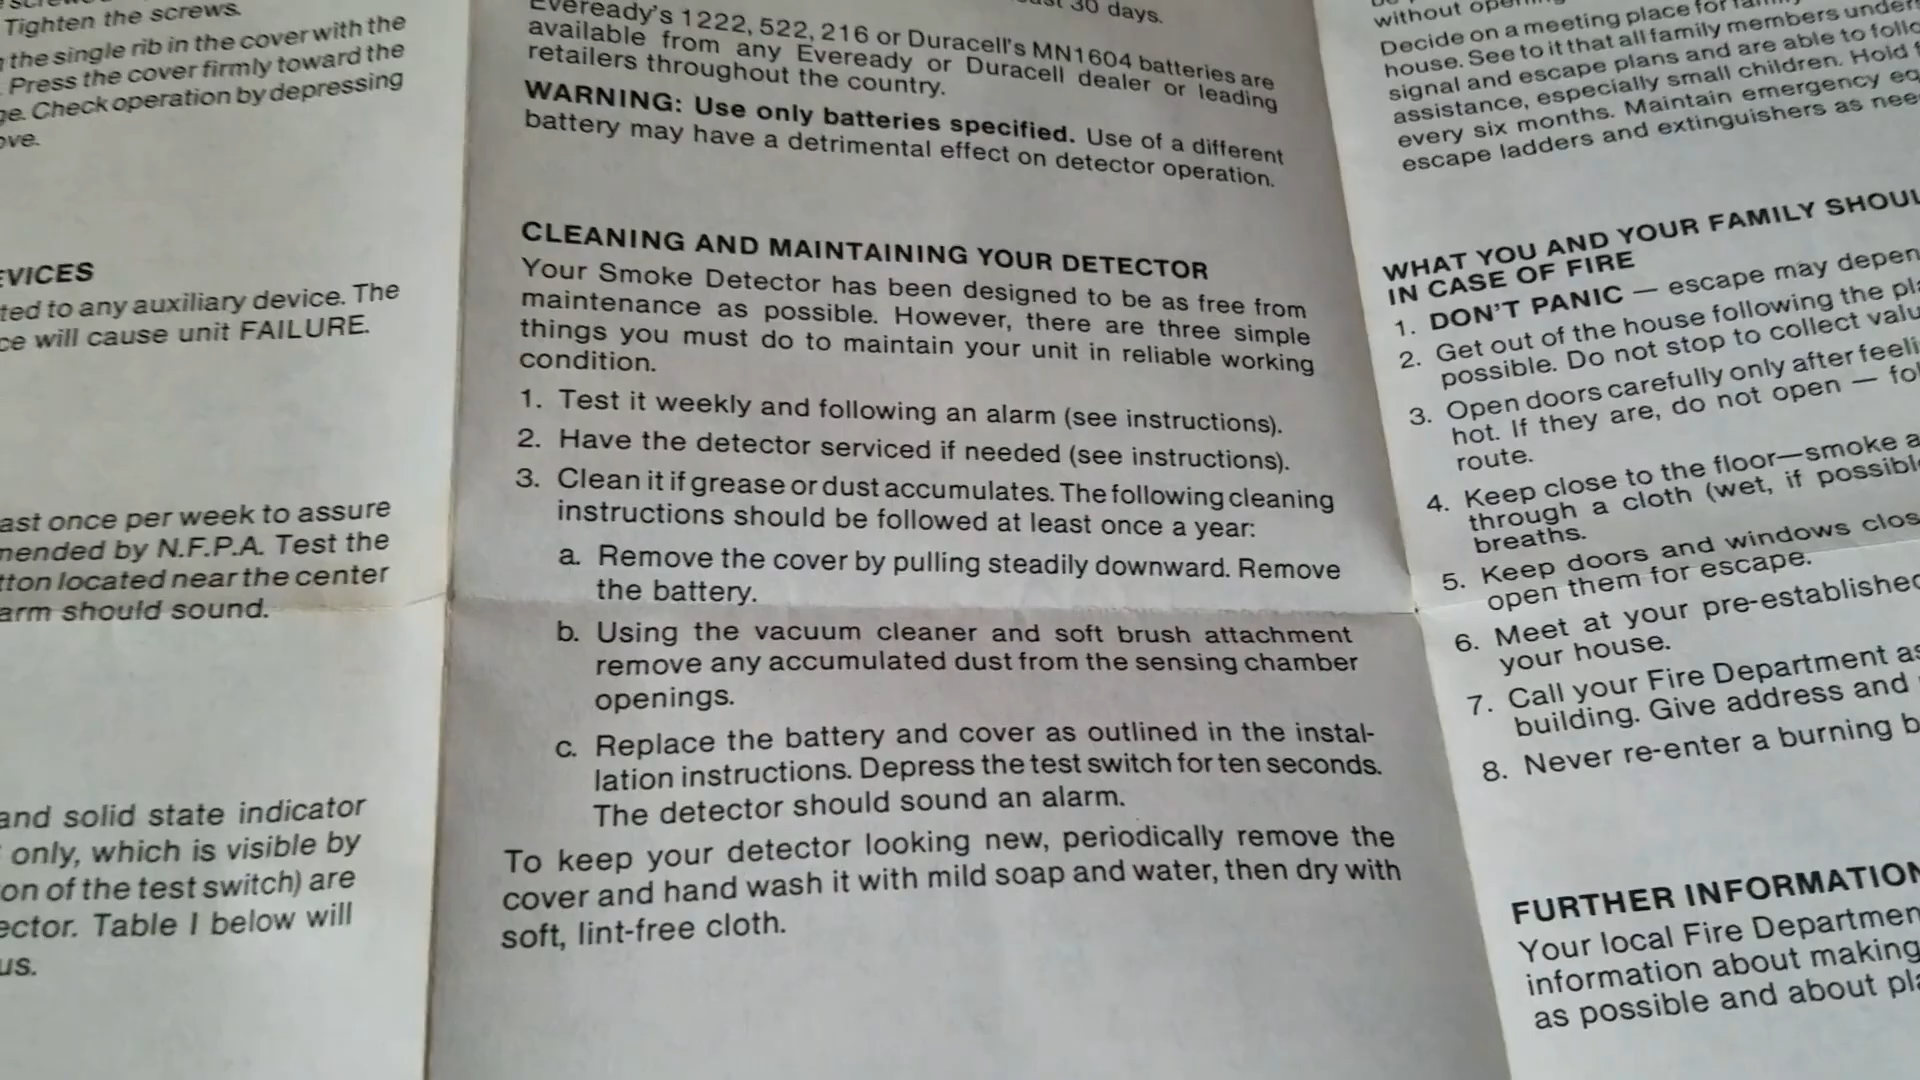 Tighten the screws.
the single rib in the cover with the
Press the cover firmly toward the
Check operation by depressing
EVICES
ted to any auxiliary device. The
ce will cause unit FAILURE.
ast once per week to assure
mended by N.F.P.A. Test the
tton located near the center
arm should sound.
and solid state indicator
only, which is visible by
on of the test switch) are
ector. Table I below will
us.
30 days.
Eveready's 1222, 522, 216 or Duracell's MN1604 batteries are
available from any Eveready or Duracell dealer or leading
retailers throughout the country.
WARNING: Use only batteries specified. Use of a different
battery may have a detrimental effect on detector operation.
CLEANING AND MAINTAINING YOUR DETECTOR
Your Smoke Detector has been designed to be as free from
maintenance as possible. However, there are three simple
things you must do to maintain your unit in reliable working
condition.
1. Test it weekly and following an alarm (see instructions).
2. Have the detector serviced if needed (see instructions).
3. Clean it if grease or dust accumulates. The following cleaning
instructions should be followed at least once a year:
a. Remove the cover by pulling steadily downward. Remove
the battery.
b. Using the vacuum cleaner and soft brush attachment
remove any accumulated dust from the sensing chamber
openings.
c. Replace the battery and cover as outlined in the instal-
lation instructions. Depress the test switch for ten seconds.
The detector should sound an alarm.
To keep your detector looking new, periodically remove the
cover and hand wash it with mild soap and water, then dry with
soft, lint-free cloth.
without
Decide on a meeting place for
house. See to it that all family members under
signal and escape plans and are able to follo
assistance, especially small children. Hold
every six months. Maintain emergency eq
escape ladders and extinguishers as nee
WHAT YOU AND YOUR FAMILY SHOUL
IN CASE OF FIRE
1. DON'T PANIC — escape may depen
2. Get out of the house following the pla
possible. Do not stop to collect valu
3. Open doors carefully only after feeli
hot. If they are, do not open — fol
route.
4. Keep close to the floor—smoke a
through a cloth (wet, if possibl
breaths.
5. Keep doors and windows clos
open them for escape.
6. Meet at your pre-established
your house.
7. Call your Fire Department as
building. Give address and
8. Never re-enter a burning b
FURTHER INFORMATION
Your local Fire Departmen
information about making
as possible and about pla